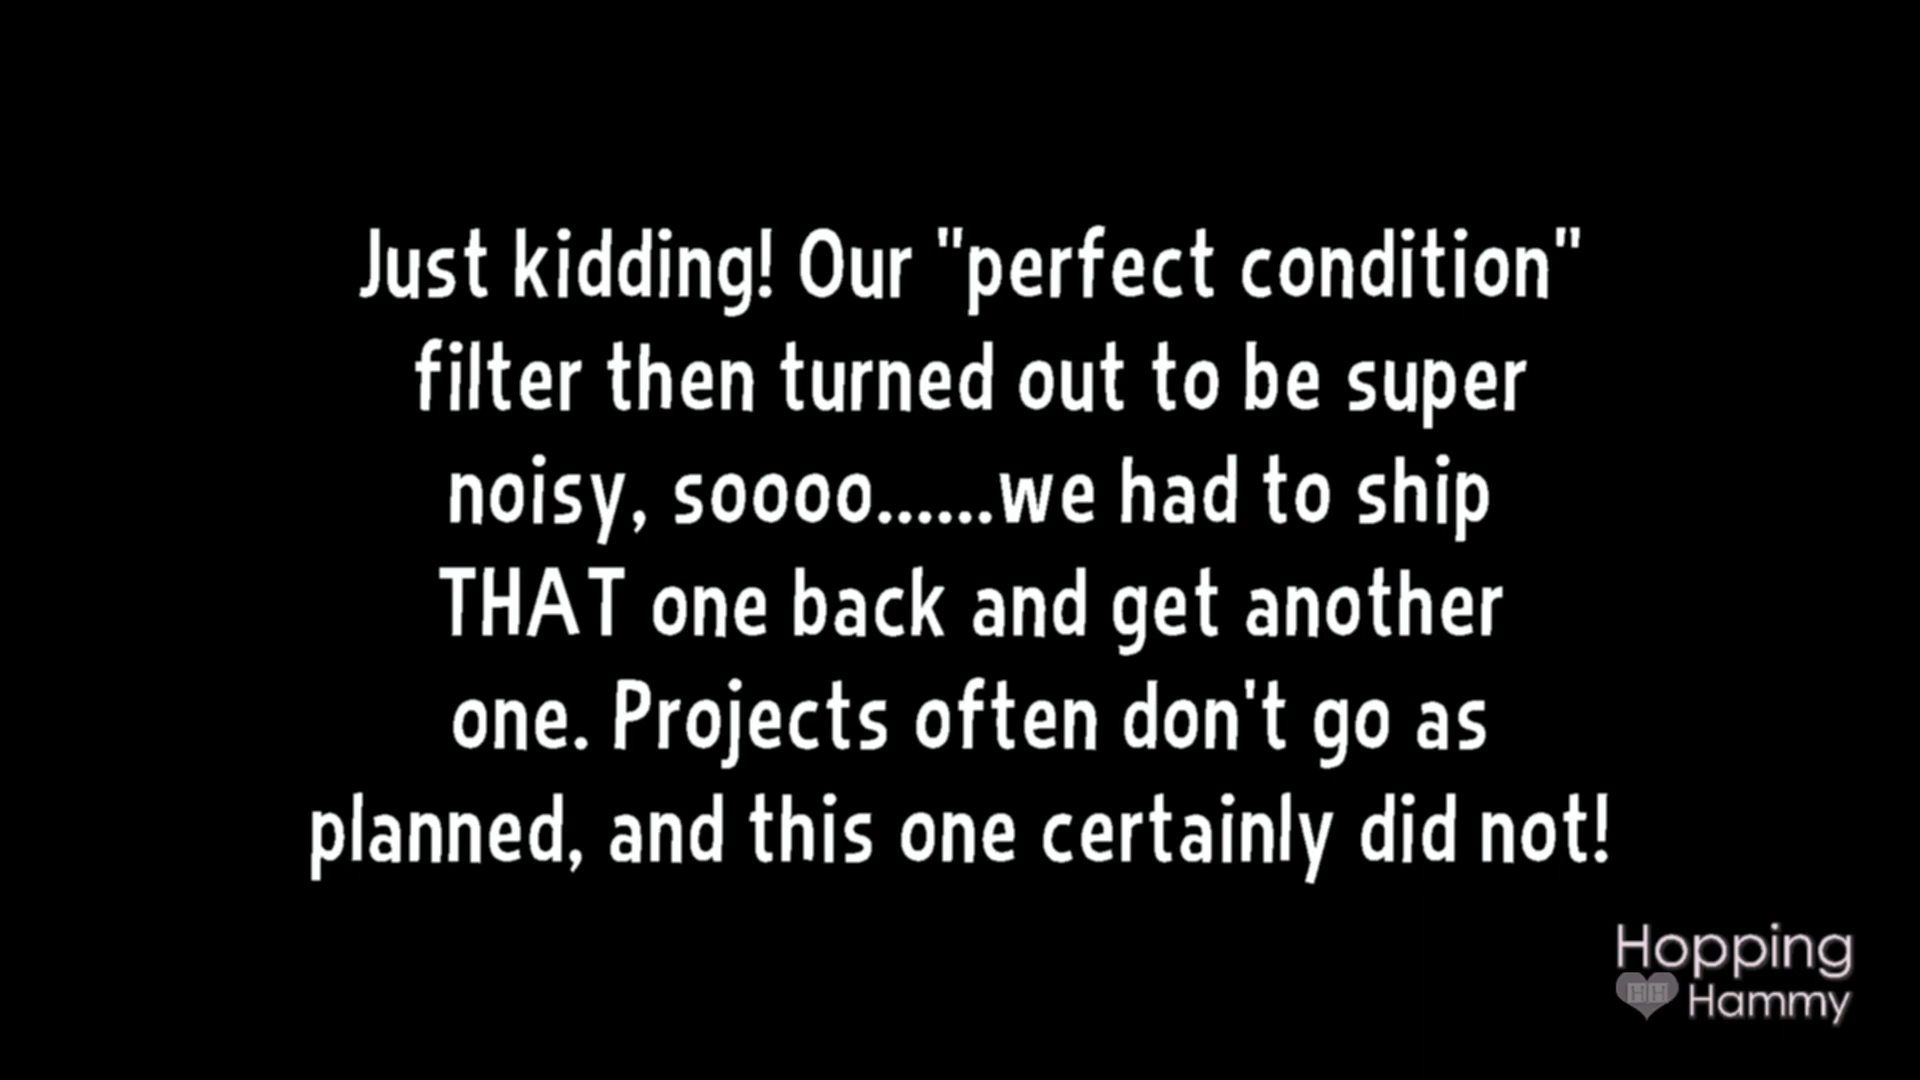 Just kidding! Our "perfect condition"
filter then turned out to be super
noisy, soooo......we had to ship
THAT one back and get another
one. Projects often don't go as
planned, and this one certainly did not!
Hopping
HH Hammy